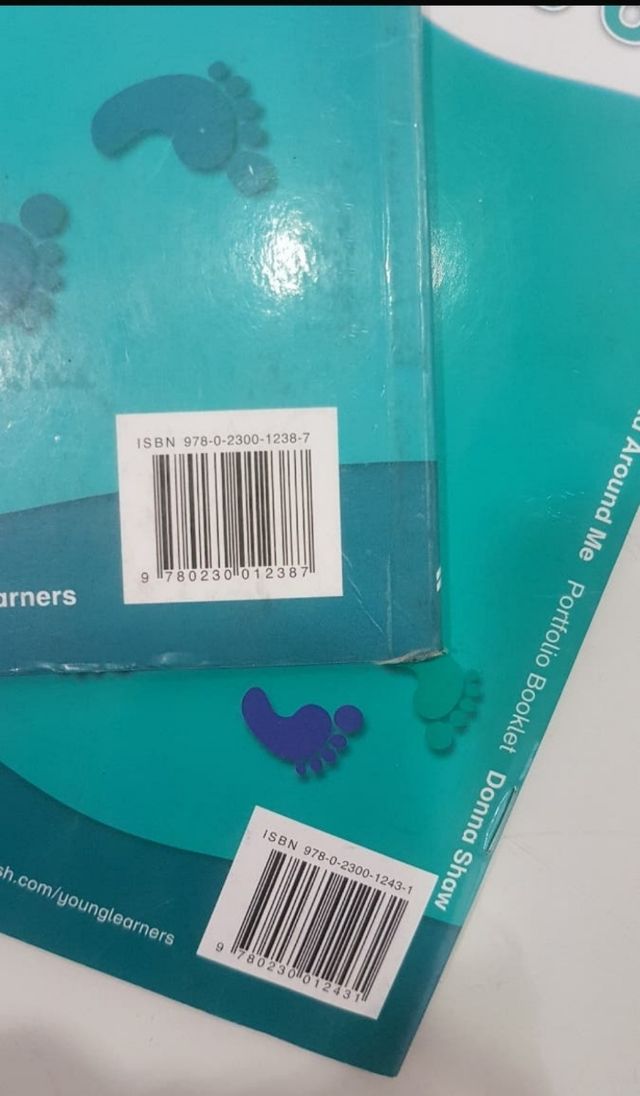 ISBN 978-0-2300-1238-7
9 780230 012387
arners
d Around Me Portfolio Booklet Donna Shaw
ISBN 978-0-2300-1243-1
9 780230 012431
sh.com/younglearners